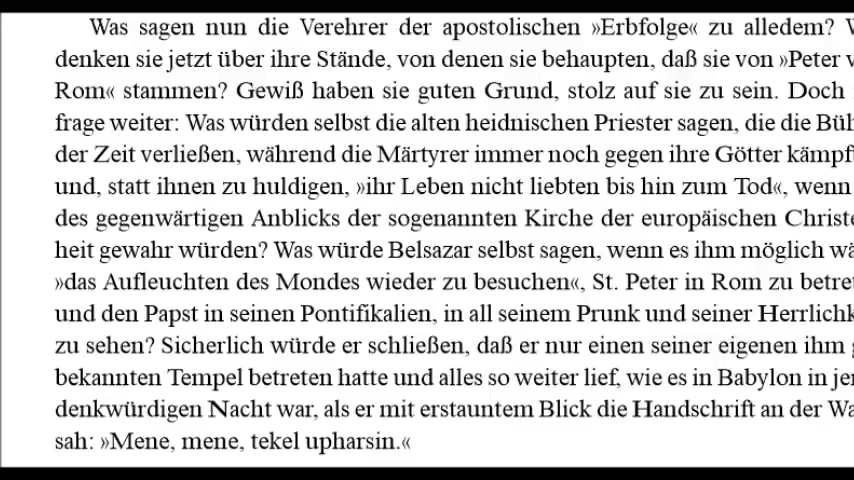 Was sagen nun die Verehrer der apostolischen »Erbfolge« zu alledem?
denken sie jetzt über ihre Stände, von denen sie behaupten, daß sie von »Peter
Rom« stammen? Gewiß haben sie guten Grund, stolz auf sie zu sein. Doch
frage weiter: Was würden selbst die alten heidnischen Priester sagen, die die Büh
der Zeit verließen, während die Märtyrer immer noch gegen ihre Götter kämpf
und, statt ihnen zu huldigen, »ihr Leben nicht liebten bis hin zum Tod«, wenn
des gegenwärtigen Anblicks der sogenannten Kirche der europäischen Christe
heit gewahr würden? Was würde Belsazar selbst sagen, wenn es ihm möglich wä
»das Aufleuchten des Mondes wieder zu besuchen«, St. Peter in Rom zu betre
und den Papst in seinen Pontifikalien, in all seinem Prunk und seiner Herrlichk
zu sehen? Sicherlich würde er schließen, daß er nur einen seiner eigenen ihm
bekannten Tempel betreten hatte und alles so weiter lief, wie es in Babylon in jen
denkwürdigen Nacht war, als er mit erstauntem Blick die Handschrift an der Wa
sah: »Mene, mene, tekel upharsin.«